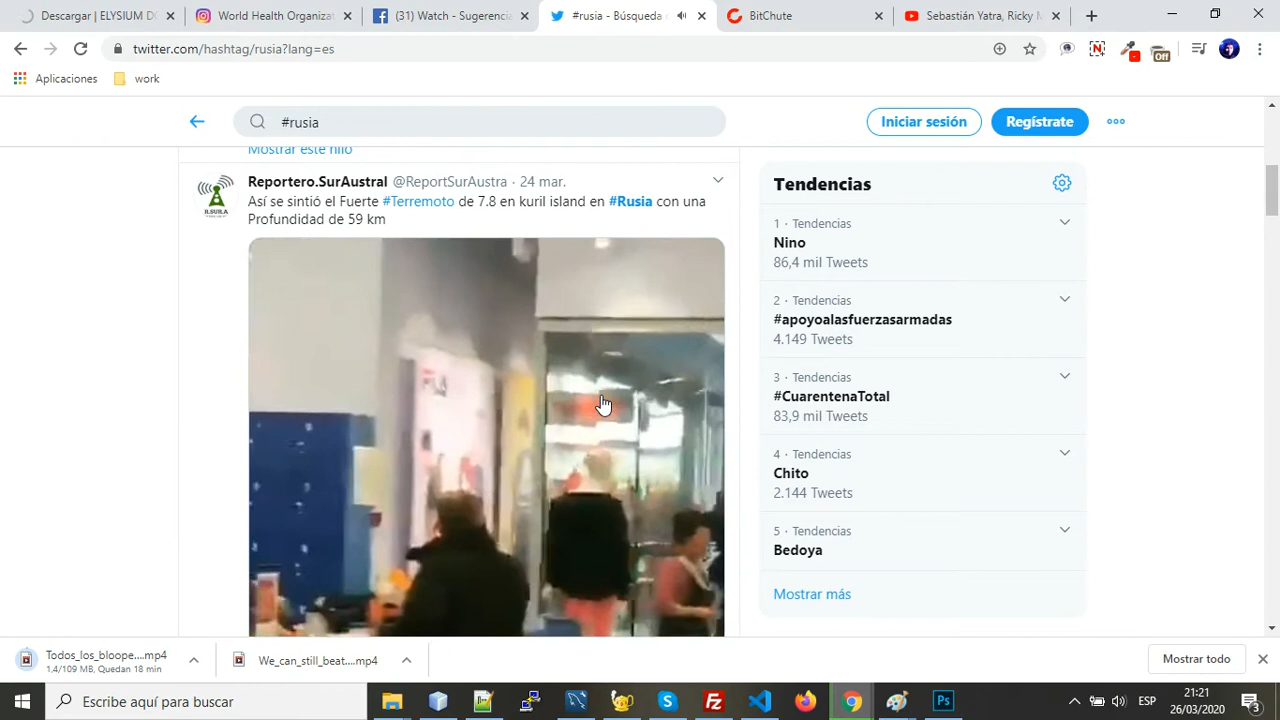 Descargar | ELYSIUM DO
World Health Organizat
(31) Watch - Sugerencia
#rusia - Búsqueda
BitChute
Sebastián Yatra, Ricky M
twitter.com/hashtag/rusia?lang=es
Off
Aplicaciones
work
#rusia
Iniciar sesión
Regístrate
Mostrar este hilo
Reportero.SurAustral @ReportSurAustra · 24 mar.
Así se sintió el Fuerte #Terremoto de 7.8 en kuril island en #Rusia con una
Profundidad de 59 km
Tendencias
1 · Tendencias
Nino
86,4 mil Tweets
2 · Tendencias
#apoyoalasfuerzasarmadas
4.149 Tweets
3 · Tendencias
#CuarentenaTotal
83,9 mil Tweets
4 · Tendencias
Chito
2.144 Tweets
5 · Tendencias
Bedoya
Mostrar más
Todos_los_bloope....mp4
1.4/109 MB, Quedan 18 min
We_can_still_beat....mp4
Mostrar todo
Escribe aquí para buscar
ESP
21:21
26/03/2020
3